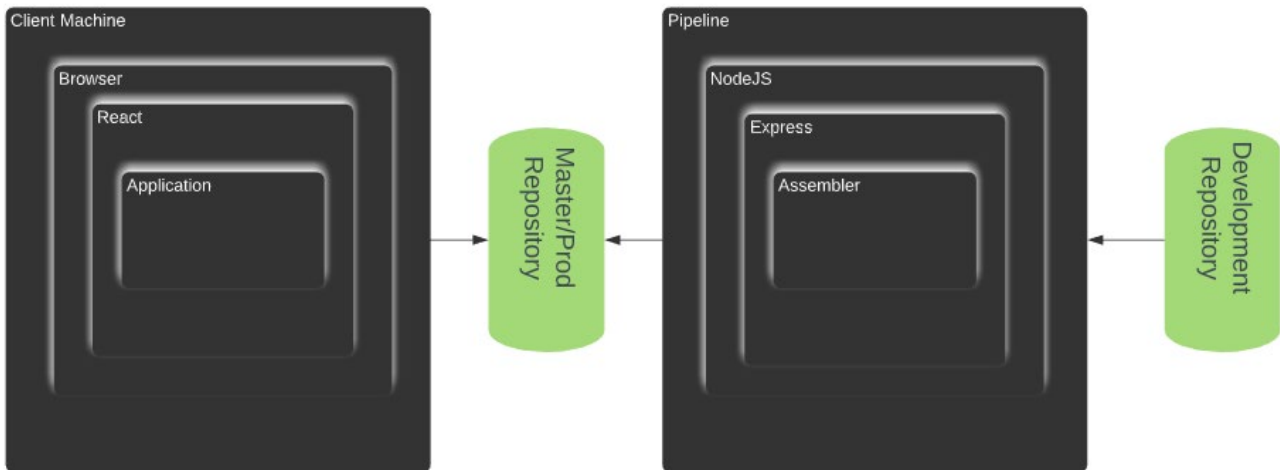 Client Machine
Browser
React
Application
Master/Prod
Repository
Pipeline
NodeJS
Express
Assembler
Development
Repository